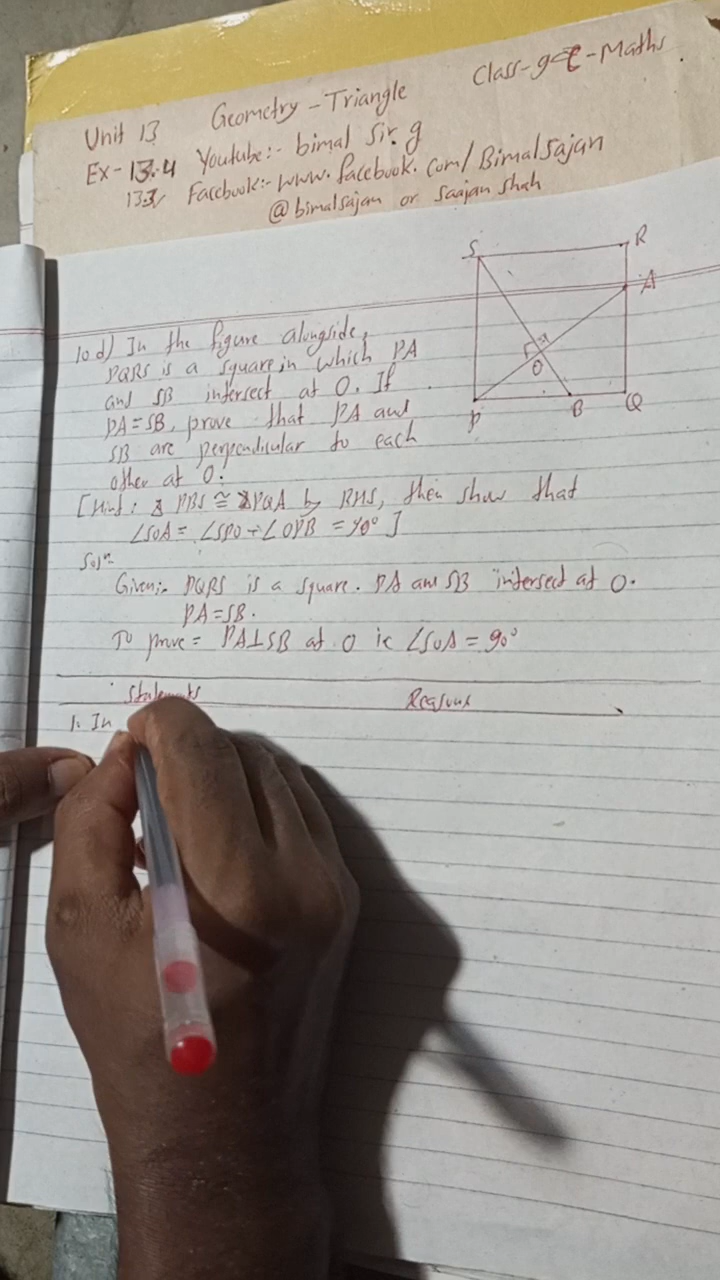 Unit 13 Geometry - Triangle Class-9 - Maths
Ex- 13.4 Youtube:- bimal sir. g
13.3/ Facebook:- www.facebook.com/Bimalsajan
@bimalsajan or saajan shah
S R
A
O
P B Q
10 d) In the figure alongside,
PQRS is a square in which PA
and SB intersect at O. If
PA = SB, prove that PA and
SB are perpendicular to each
other at O.
[Hint: Δ PBS ≅ ΔPQA by RHS, then show that
∠SOA = ∠SPO + ∠OPB = 90° ]
Solⁿ
Given:- PQRS is a square. PA and SB intersect at O.
PA = SB.
To prove = PA⊥SB at O ie ∠SOA = 90°
Statements Reasons
1. In